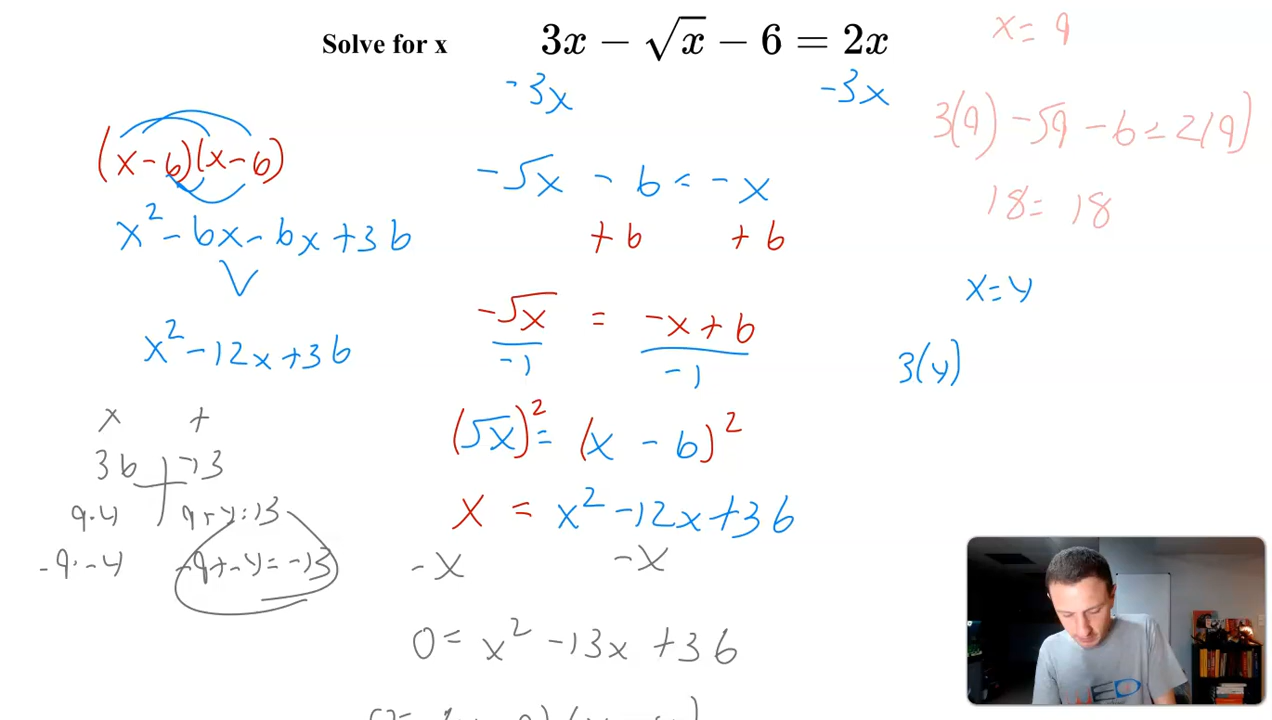 Solve for x 3x − √x − 6 = 2x
-3x -3x
(x-6)(x-6)
x² - 6x - 6x + 36
x² - 12x + 36
x +
36 -13
9·4 9+4=13
-9·-4 -9+-4=-13
-√x - 6 = -x
+6 +6
-√x = -x+6
-1 -1
(√x)² = (x - 6)²
x = x² - 12x + 36
-x -x
0 = x² - 13x + 36
x = 9
3(9) - √9 - 6 = 2(9)
18 = 18
x = 4
3(4)